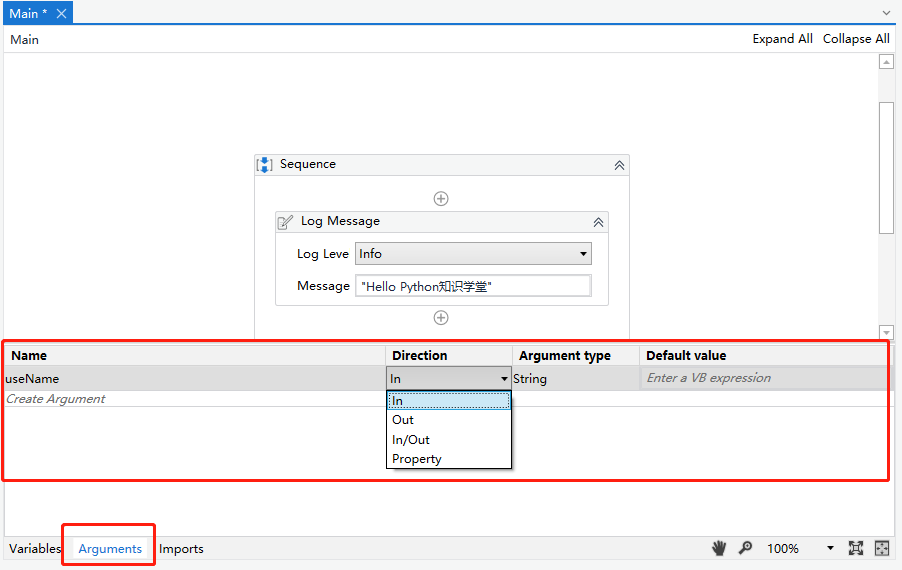 Main *
Main
Expand All Collapse All
Sequence
Log Message
Log Leve Info
Message "Hello Python知识学堂"
Name Direction Argument type Default value
useName In String Enter a VB expression
Create Argument
In
Out
In/Out
Property
Variables Arguments Imports 100%